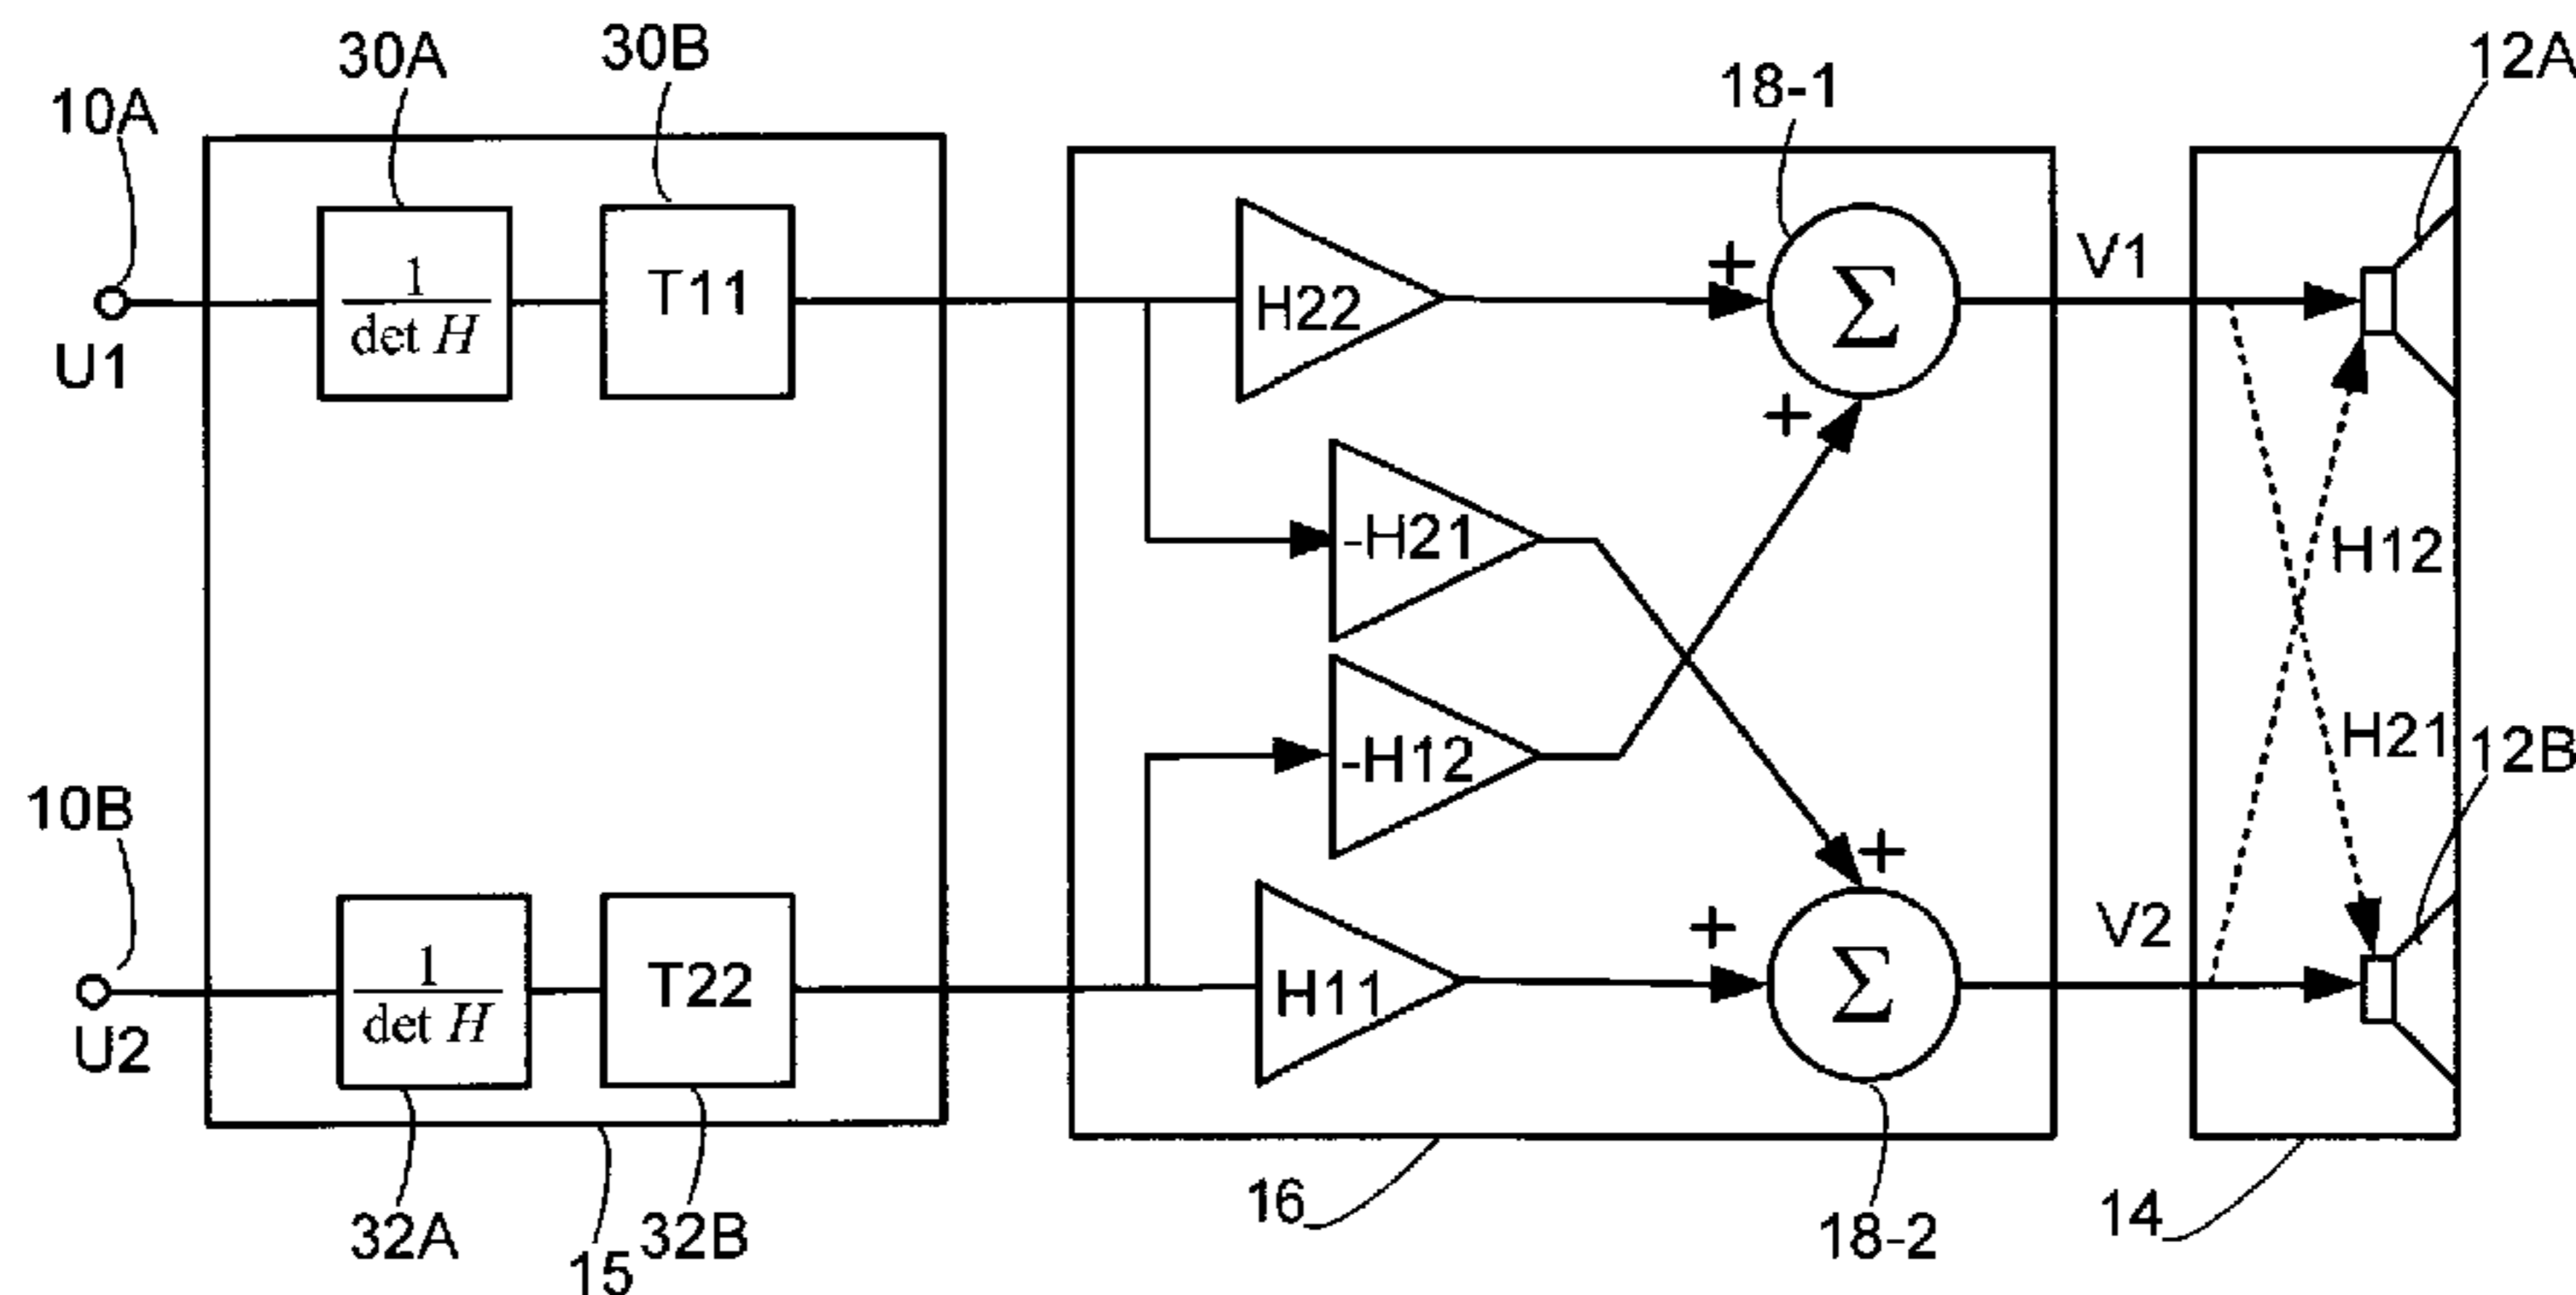 30A
30B
12A
18-1
10A
1
det H
T11
H22
+
Σ
V1
U1
+
-H21
H12
-H12
H21
12B
10B
+
1
det H
T22
H11
+
Σ
V2
U2
16
14
32A
15
32B
18-2